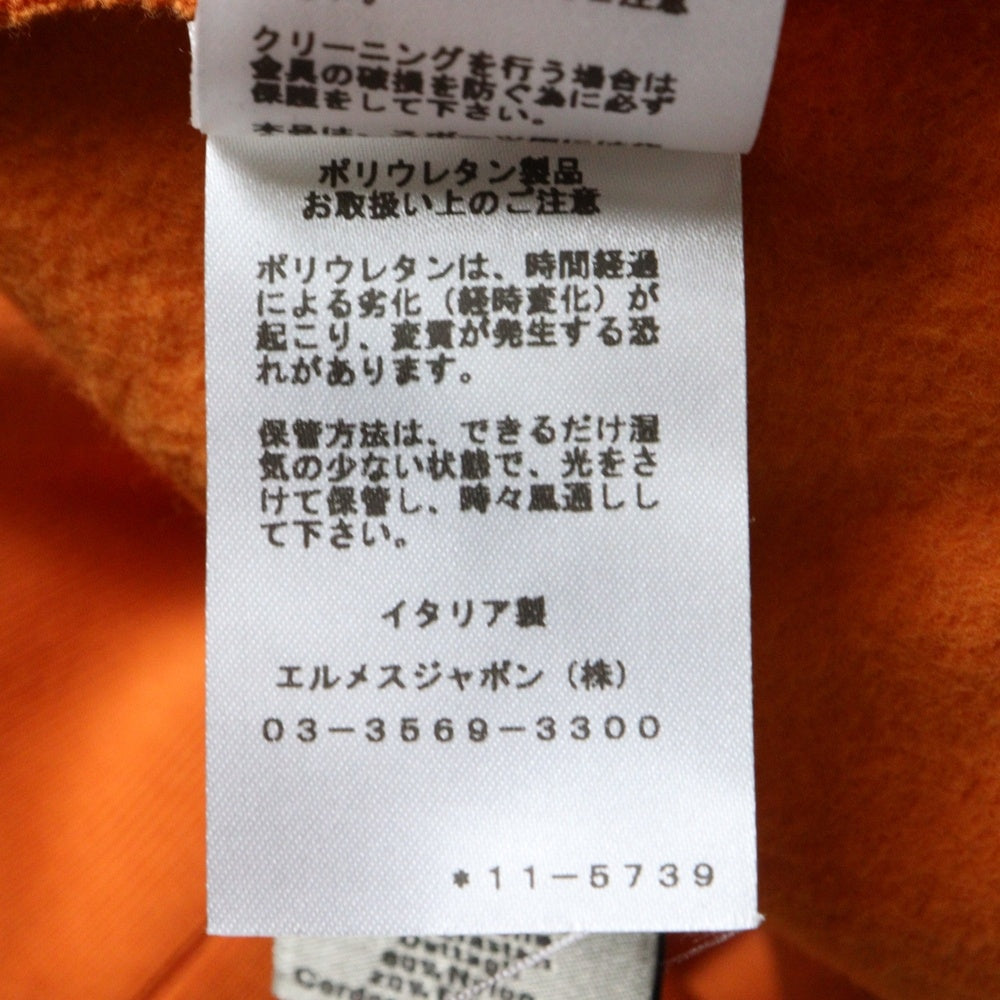 クリーニングを行う場合は
金具の破損を防ぐ為に必ず
保護をして下さい。
ポリウレタン製品
お取扱い上のご注意
ポリウレタンは、時間経過
による劣化（経時変化）が
起こり、変質が発生する恐
れがあります。
保管方法は、できるだけ湿
気の少ない状態で、光をさ
けて保管し、時々風通しし
て下さい。
イタリア製
エルメスジャポン（株）
03-3569-3300
*11-5739
80% Nylon
20%